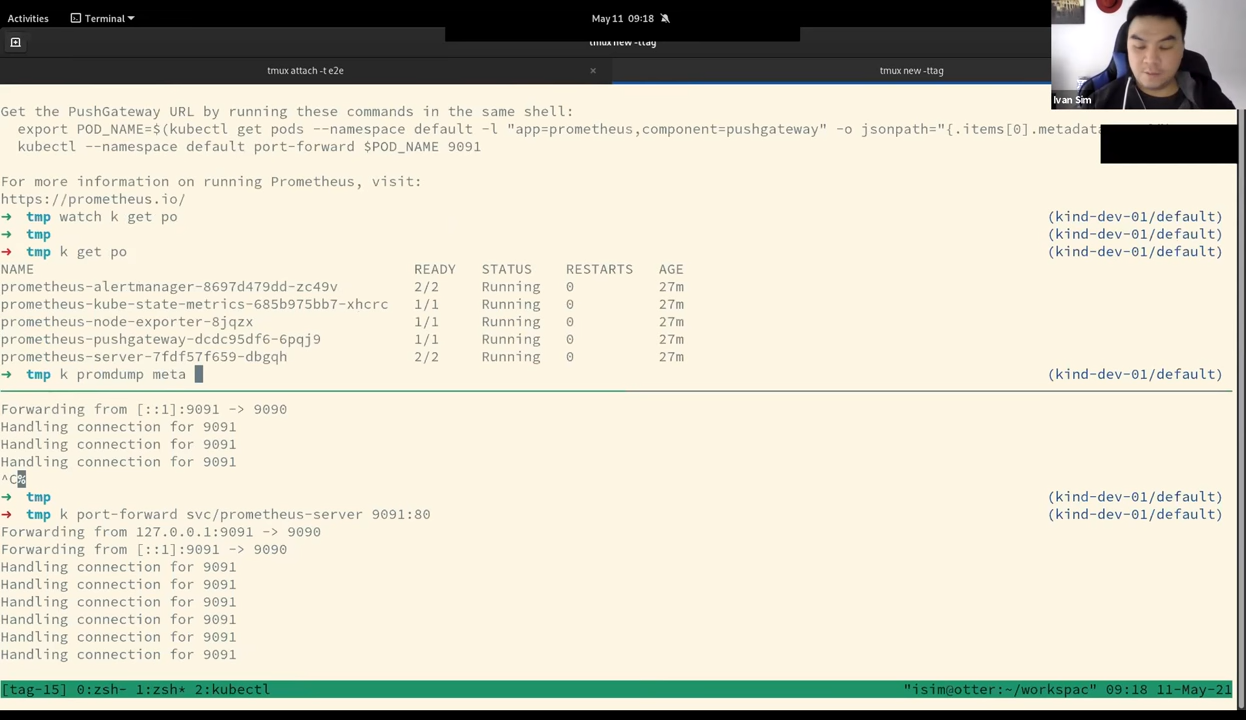 Activities
Terminal
May 11 09:18
tmux new -ttag
tmux attach -t e2e
×
tmux new -ttag
Ivan Sim
Get the PushGateway URL by running these commands in the same shell:
export POD_NAME=$(kubectl get pods --namespace default -l "app=prometheus,component=pushgateway" -o jsonpath="{.items[0].metadata
kubectl --namespace default port-forward $POD_NAME 9091
For more information on running Prometheus, visit:
https://prometheus.io/
→ tmp watch k get po (kind-dev-01/default)
→ tmp (kind-dev-01/default)
→ tmp k get po (kind-dev-01/default)
NAME READY STATUS RESTARTS AGE
prometheus-alertmanager-8697d479dd-zc49v 2/2 Running 0 27m
prometheus-kube-state-metrics-685b975bb7-xhcrc 1/1 Running 0 27m
prometheus-node-exporter-8jqzx 1/1 Running 0 27m
prometheus-pushgateway-dcdc95df6-6pqj9 1/1 Running 0 27m
prometheus-server-7fdf57f659-dbgqh 2/2 Running 0 27m
→ tmp k promdump meta (kind-dev-01/default)
Forwarding from [::1]:9091 -> 9090
Handling connection for 9091
Handling connection for 9091
Handling connection for 9091
^C%
→ tmp (kind-dev-01/default)
→ tmp k port-forward svc/prometheus-server 9091:80 (kind-dev-01/default)
Forwarding from 127.0.0.1:9091 -> 9090
Forwarding from [::1]:9091 -> 9090
Handling connection for 9091
Handling connection for 9091
Handling connection for 9091
Handling connection for 9091
Handling connection for 9091
Handling connection for 9091
[tag-15] 0:zsh- 1:zsh* 2:kubectl "isim@otter:~/workspac" 09:18 11-May-21